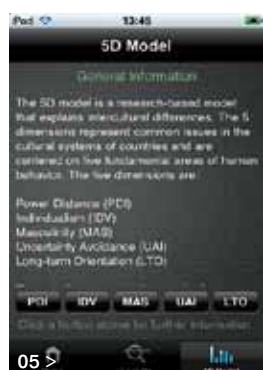 iPod 13:45
5D Model
General Information
The 5D model is a research-based model
that explains intercultural differences. The 5
dimensions represent common issues in the
cultural systems of countries and are
centered on five fundamental areas of human
behavior. The five dimensions are:
Power Distance (PDI)
Individualism (IDV)
Masculinity (MAS)
Uncertainty Avoidance (UAI)
Long-term Orientation (LTO)
PDI IDV MAS UAI LTO
Click a button above for further information
05 >